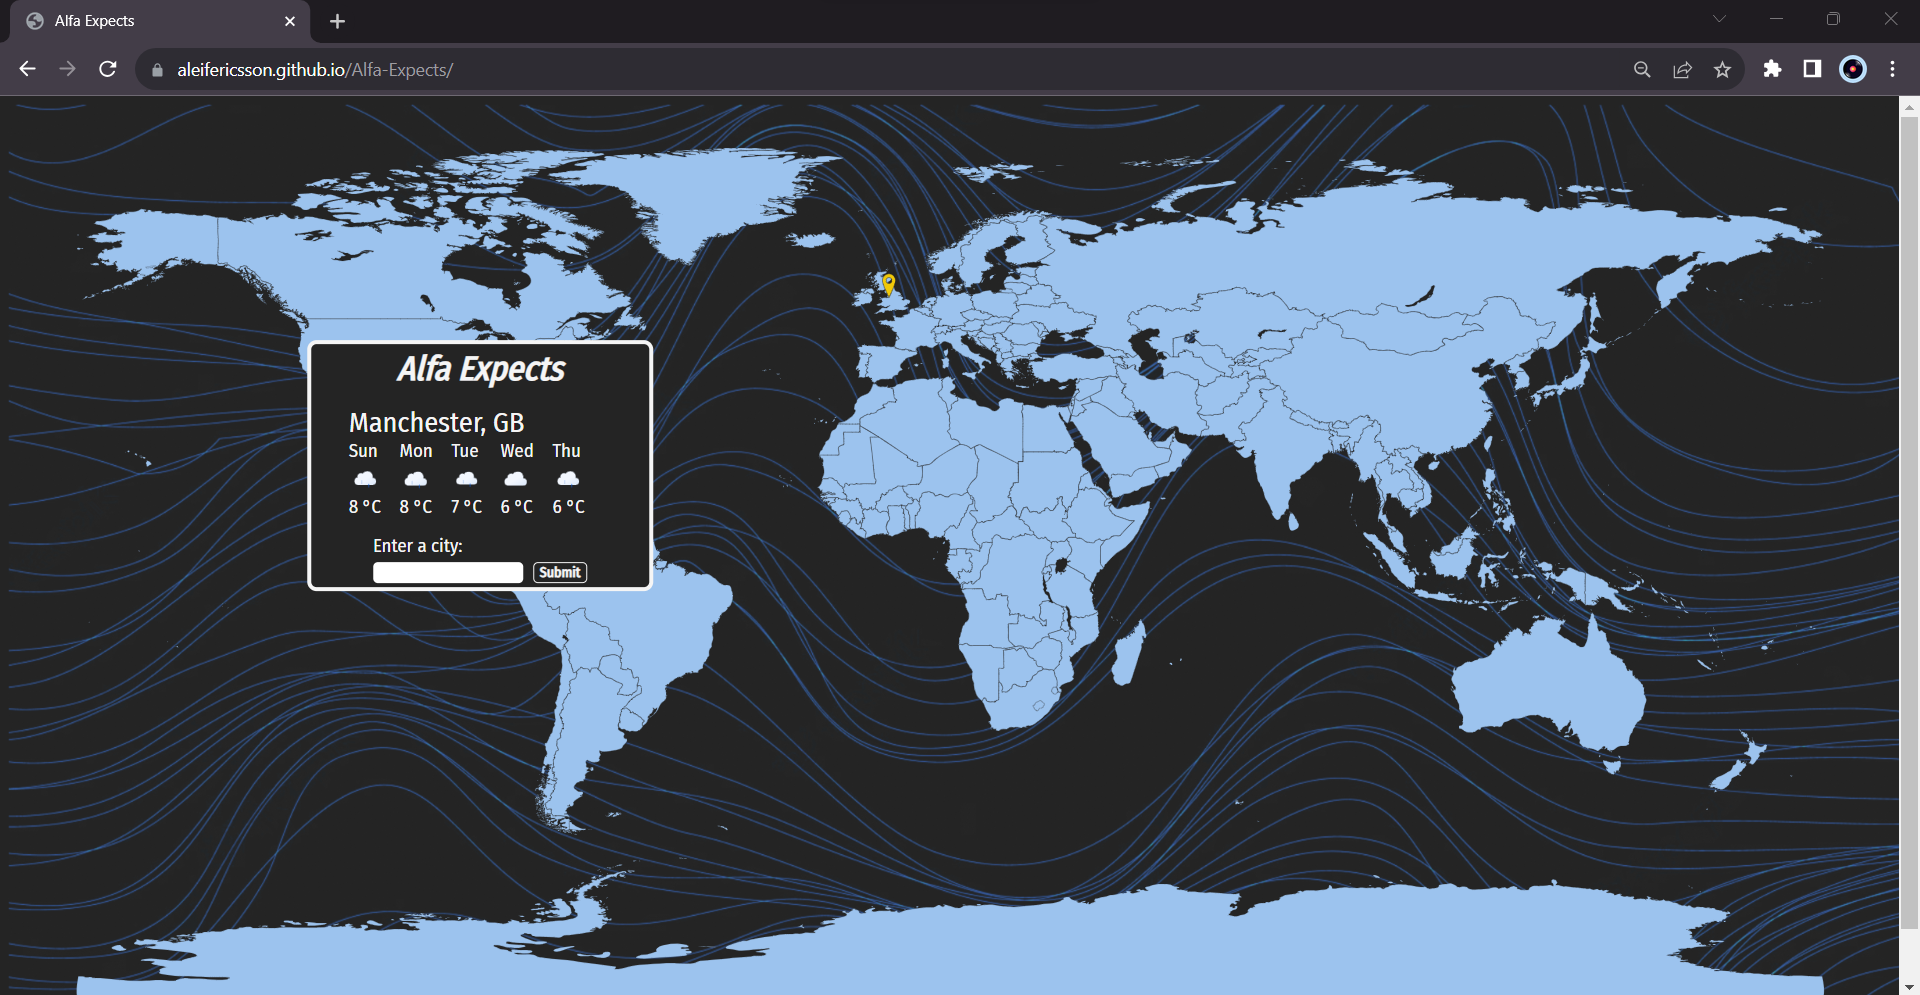 Alfa Expects
aleifericsson.github.io/Alfa-Expects/
Alfa Expects
Manchester, GB
Sun Mon Tue Wed Thu
8 °C 8 °C 7 °C 6 °C 6 °C
Enter a city:
Submit